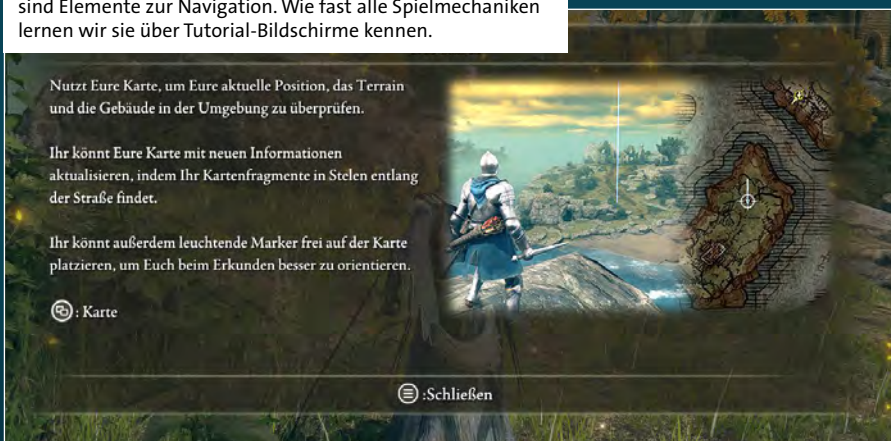 sind Elemente zur Navigation. Wie fast alle Spielmechaniken
lernen wir sie über Tutorial-Bildschirme kennen.
Nutzt Eure Karte, um Eure aktuelle Position, das Terrain
und die Gebäude in der Umgebung zu überprüfen.
Ihr könnt Eure Karte mit neuen Informationen
aktualisieren, indem Ihr Kartenfragmente in Stelen entlang
der Straße findet.
Ihr könnt außerdem leuchtende Marker frei auf der Karte
platzieren, um Euch beim Erkunden besser zu orientieren.
: Karte
:Schließen